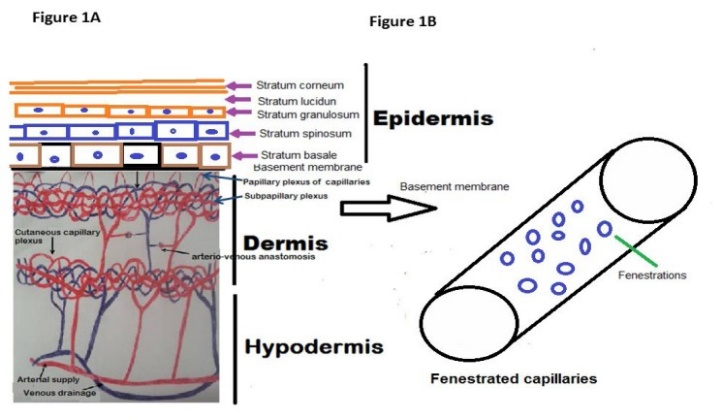 Figure 1A
Figure 1B
Stratum corneum
Stratum lucidun
Stratum granulosum
Stratum spinosum
Stratum basale
Basement membrane
Papillary plexus of capillaries
Subpapillary plexus
Epidermis
Cutaneous capillary
plexus
Dermis
arterio-venous anastomosis
Hypodermis
Arterial supply
Venous drainage
Basement membrane
Fenestrations
Fenestrated capillaries